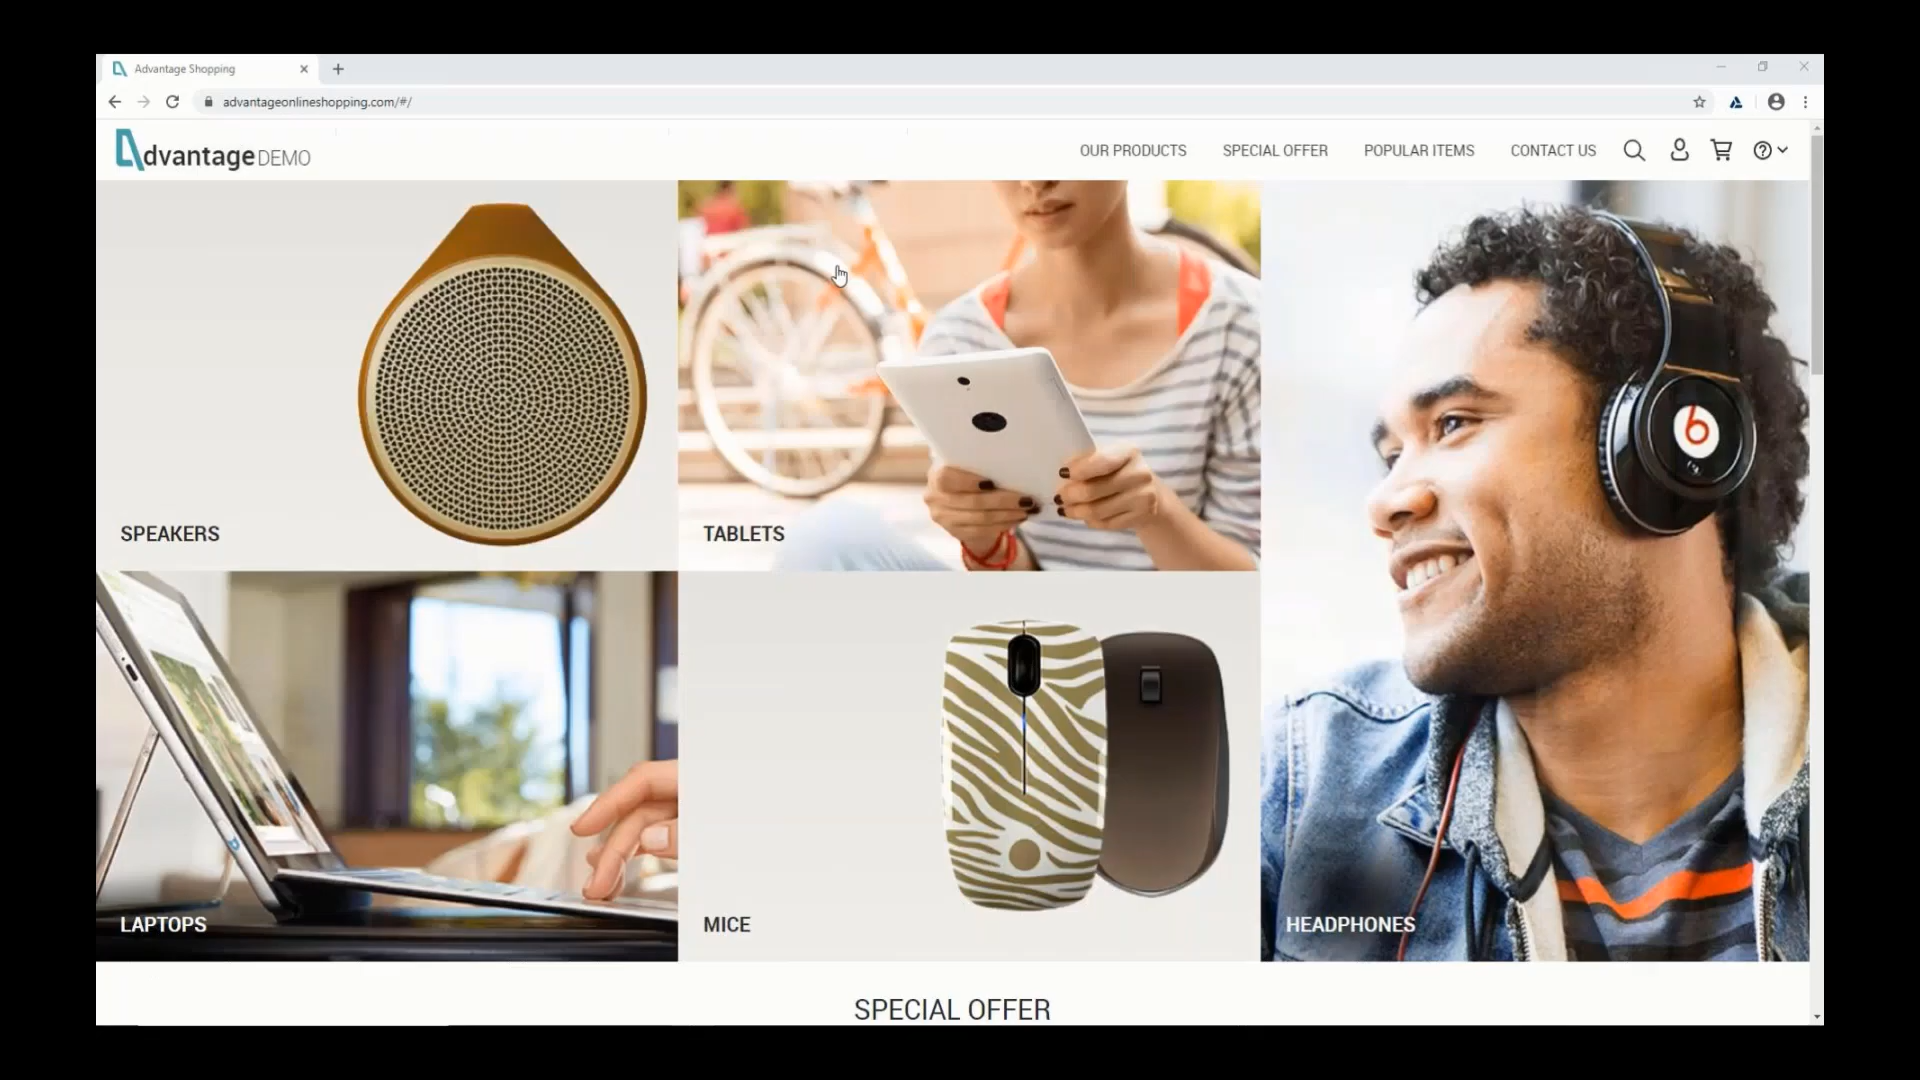 Advantage Shopping
advantageonlineshopping.com/#/
dvantage DEMO
OUR PRODUCTS
SPECIAL OFFER
POPULAR ITEMS
CONTACT US
SPEAKERS
TABLETS
LAPTOPS
MICE
HEADPHONES
b
SPECIAL OFFER